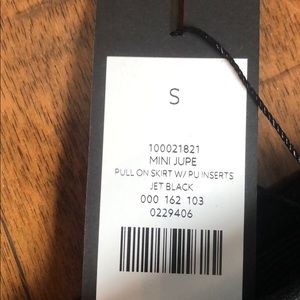 S
100021821
MINI JUPE
PULL ON SKIRT W/ PU INSERTS
JET BLACK
000 162 103
0229406